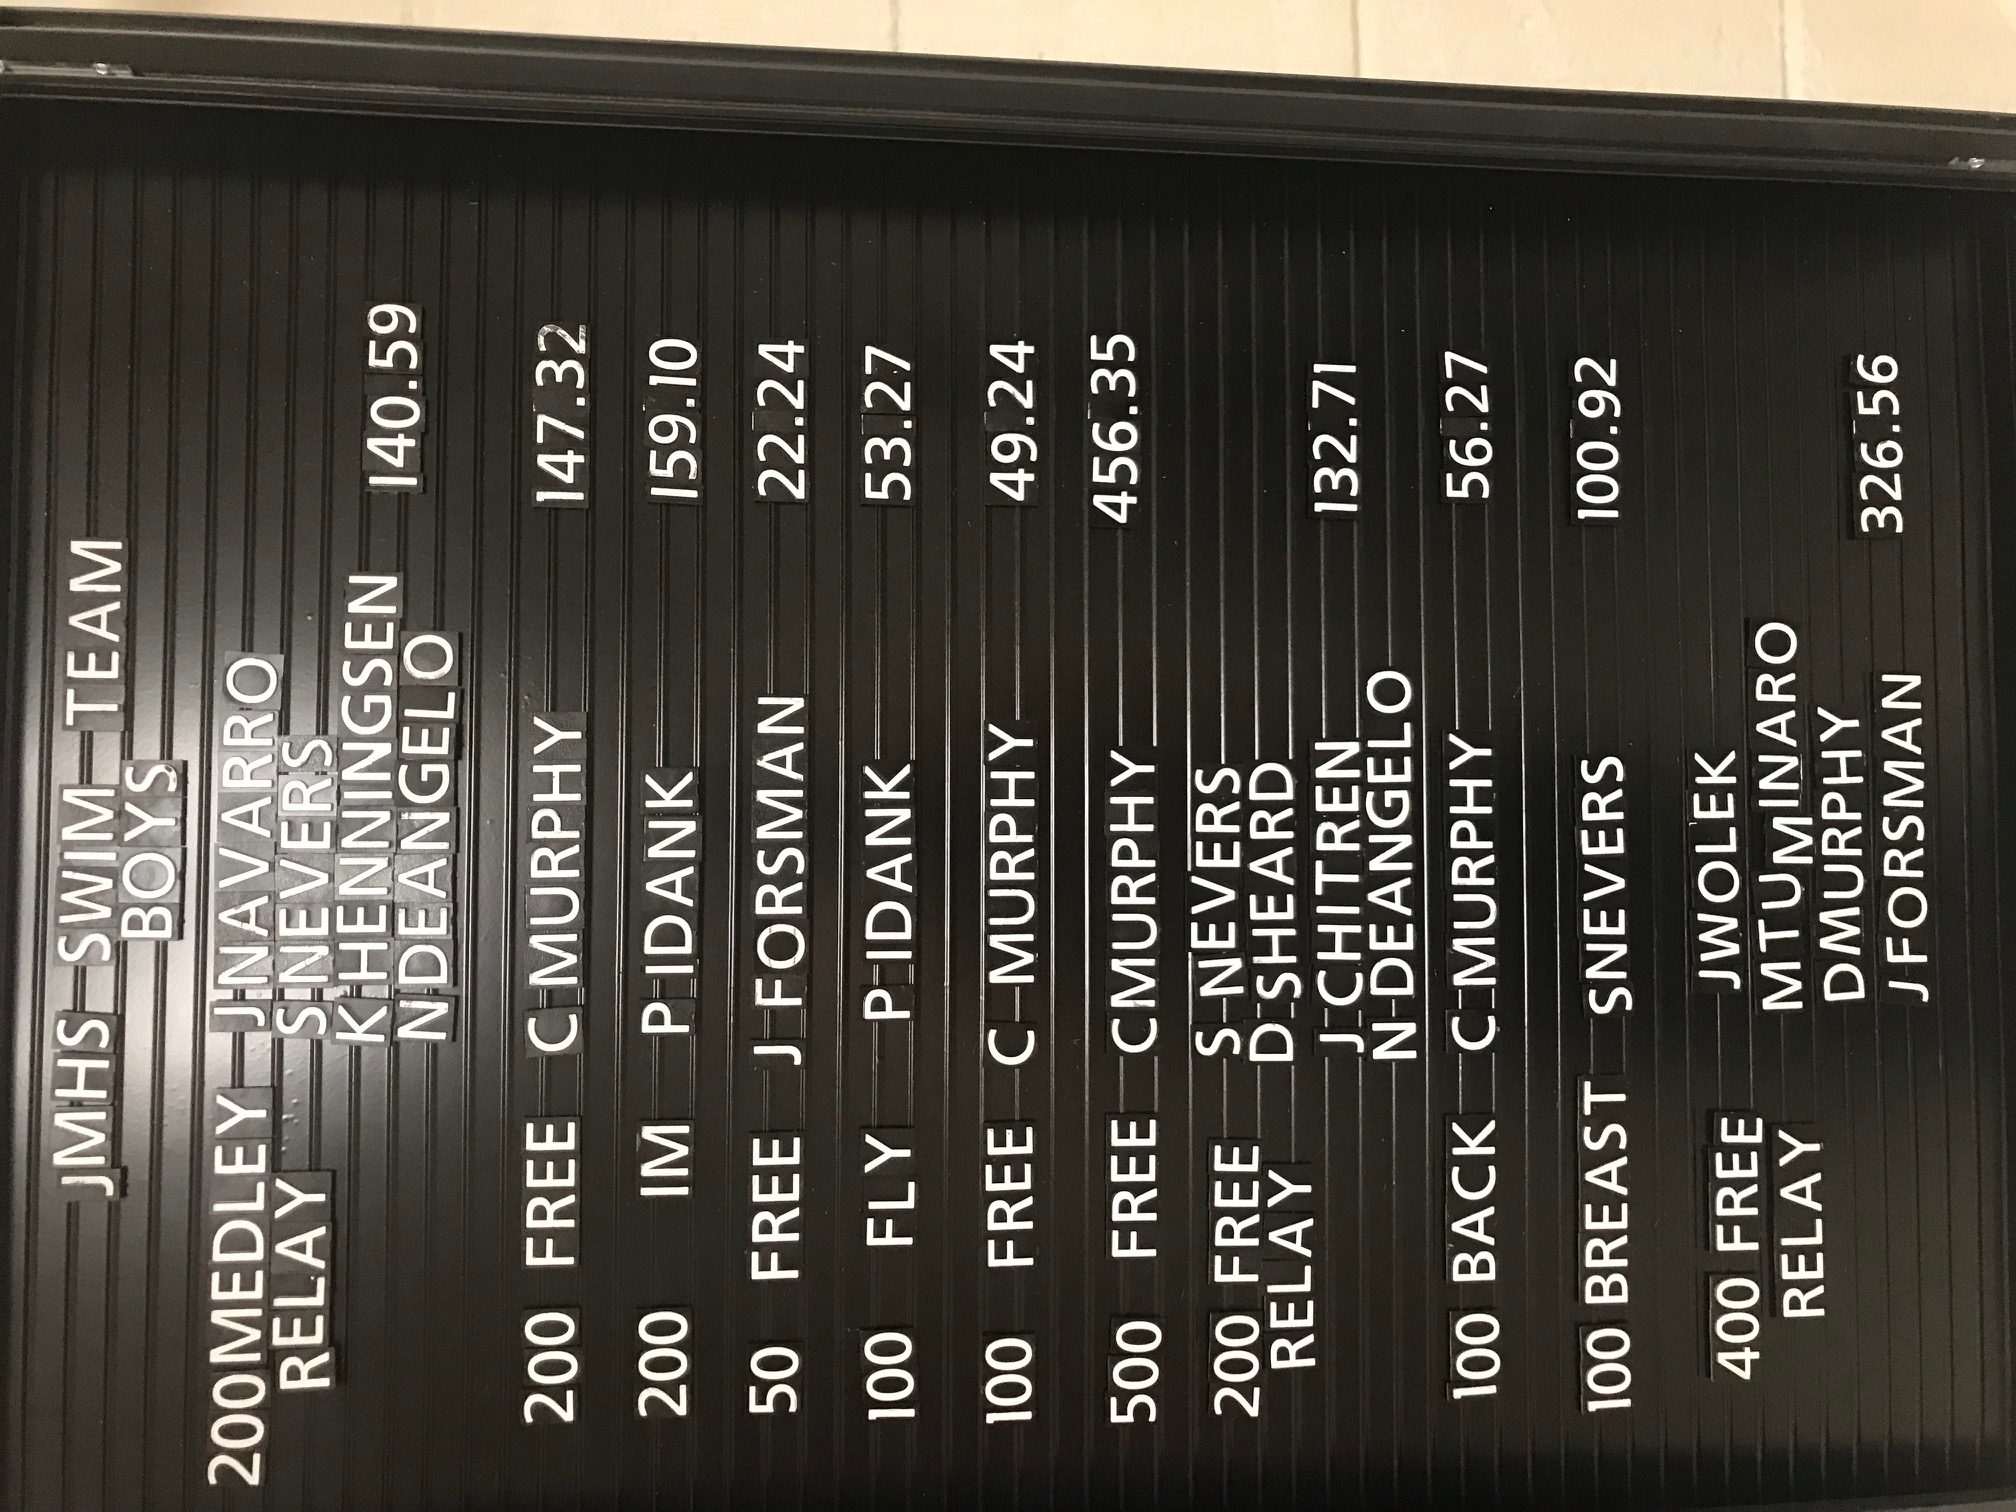 JMHS SWIM TEAM
BOYS
200MEDLEY JNAVARRO
RELAY S NEVERS
K HENNINGSEN 140.59
N DEANGELO
200 FREE C MURPHY 147.32
200 IM P IDANK 159.10
50 FREE J FORSMAN 22.24
100 FLY P IDANK 53.27
100 FREE C MURPHY 49.24
500 FREE CMURPHY 456.35
200 FREE S NEVERS
RELAY D SHEARD
J CHITREN 132.71
N DEANGELO
100 BACK C MURPHY 56.27
100 BREAST SNEVERS 100.92
400 FREE JWOLEK
RELAY MTUMINARO
DMURPHY 326.56
J FORSMAN